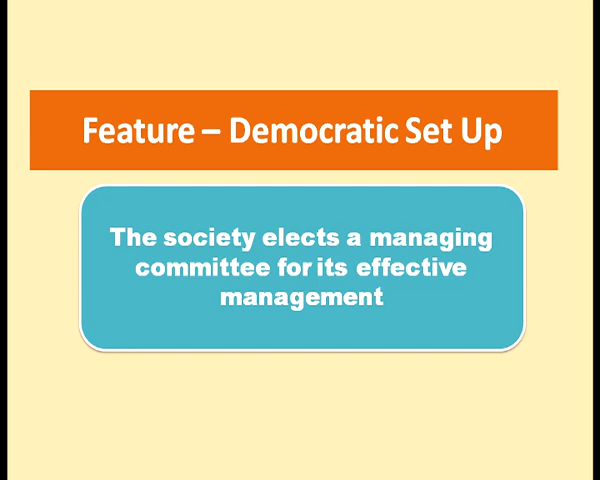 Feature – Democratic Set Up
The society elects a managing
committee for its effective
management